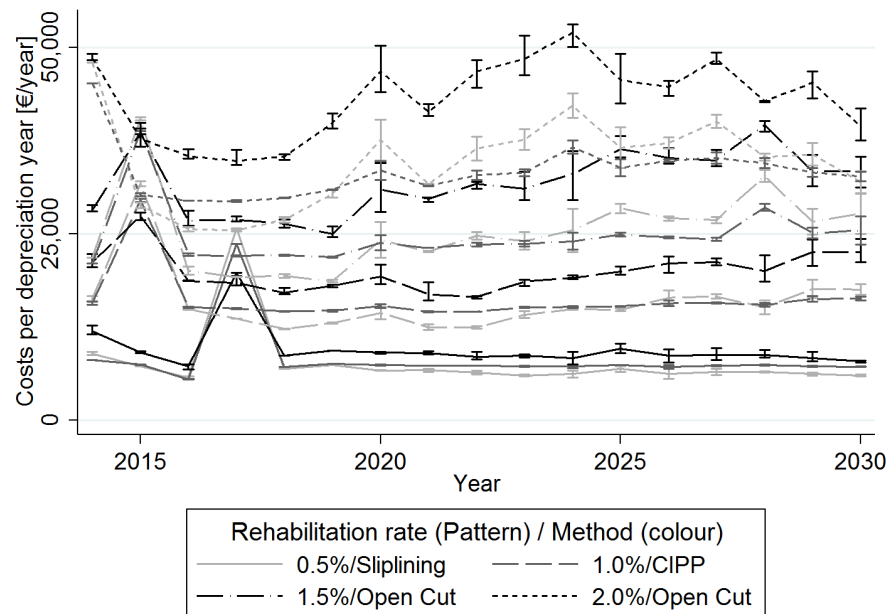 Costs per depreciation year [€/year]
50,000
25,000
0
2015 2020 2025 2030
Year
Rehabilitation rate (Pattern) / Method (colour)
0.5%/Sliplining 1.0%/CIPP
1.5%/Open Cut 2.0%/Open Cut